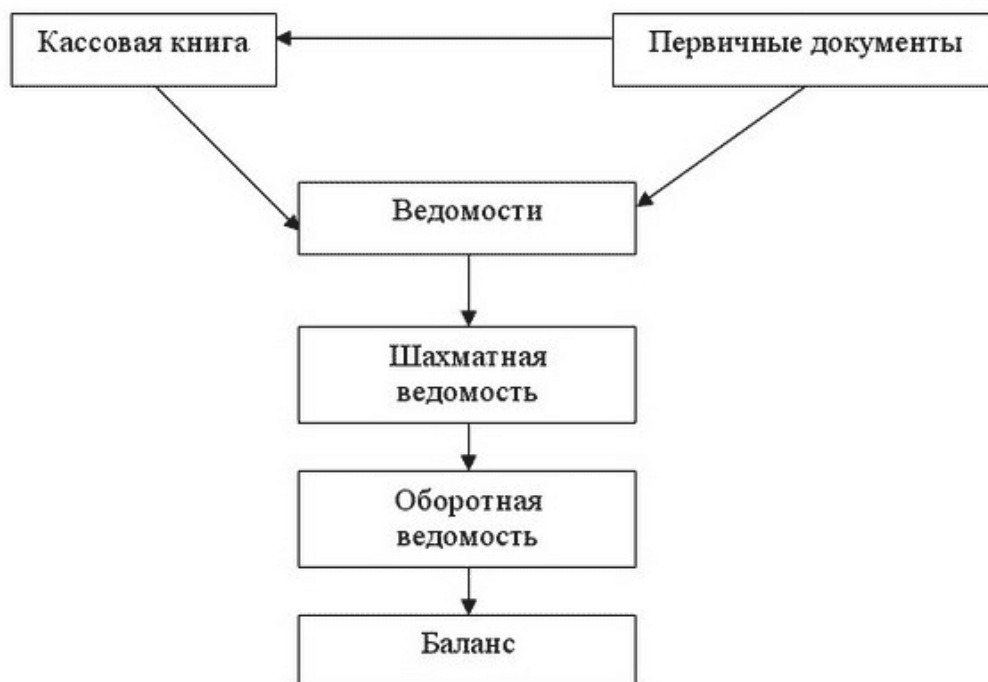 Кассовая книга
Первичные документы
Ведомости
Шахматная
ведомость
Оборотная
ведомость
Баланс